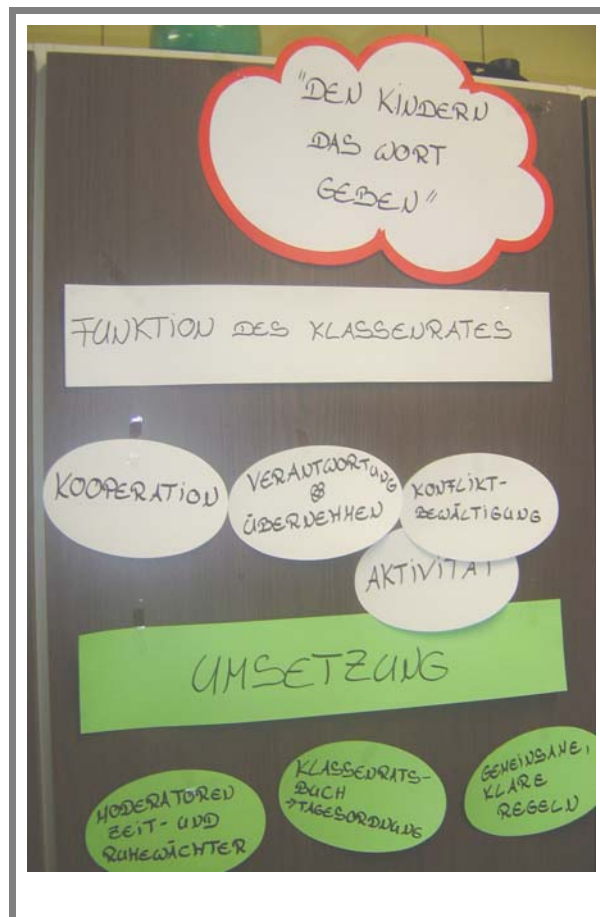 "DEN KINDERN
DAS WORT
GEBEN"
FUNKTION DES KLASSENRATES
KOOPERATION
VERANTWORTUNG
ÜBERNEHMEN
KONFLIKT-
BEWÄLTIGUNG
AKTIVITÄT
UMSETZUNG
MODERATOREN
ZEIT- UND
RUHEWÄCHTER
KLASSENRATS-
BUCH
→TAGESORDNUNG
GEMEINSAME,
KLARE
REGELN